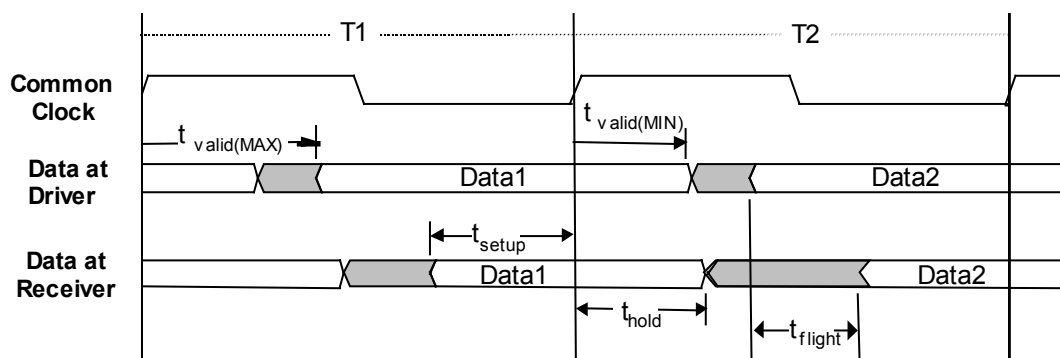 T1
T2
Common
Clock
t valid(MAX)
t valid(MIN)
Data at
Driver
Data1
Data2
t setup
Data at
Receiver
Data1
Data2
t hold
t flight